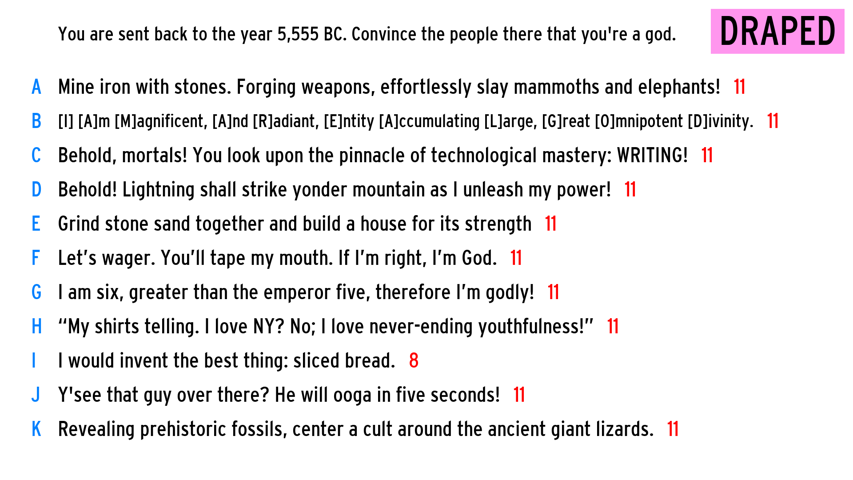 You are sent back to the year 5,555 BC. Convince the people there that you're a god.
DRAPED
A Mine iron with stones. Forging weapons, effortlessly slay mammoths and elephants! 11
B [I] [A]m [M]agnificent, [A]nd [R]adiant, [E]ntity [A]ccumulating [L]arge, [G]reat [O]mnipotent [D]ivinity. 11
C Behold, mortals! You look upon the pinnacle of technological mastery: WRITING! 11
D Behold! Lightning shall strike yonder mountain as I unleash my power! 11
E Grind stone sand together and build a house for its strength 11
F Let's wager. You'll tape my mouth. If I'm right, I'm God. 11
G I am six, greater than the emperor five, therefore I'm godly! 11
H “My shirts telling. I love NY? No; I love never-ending youthfulness!” 11
I I would invent the best thing: sliced bread. 8
J Y'see that guy over there? He will ooga in five seconds! 11
K Revealing prehistoric fossils, center a cult around the ancient giant lizards. 11